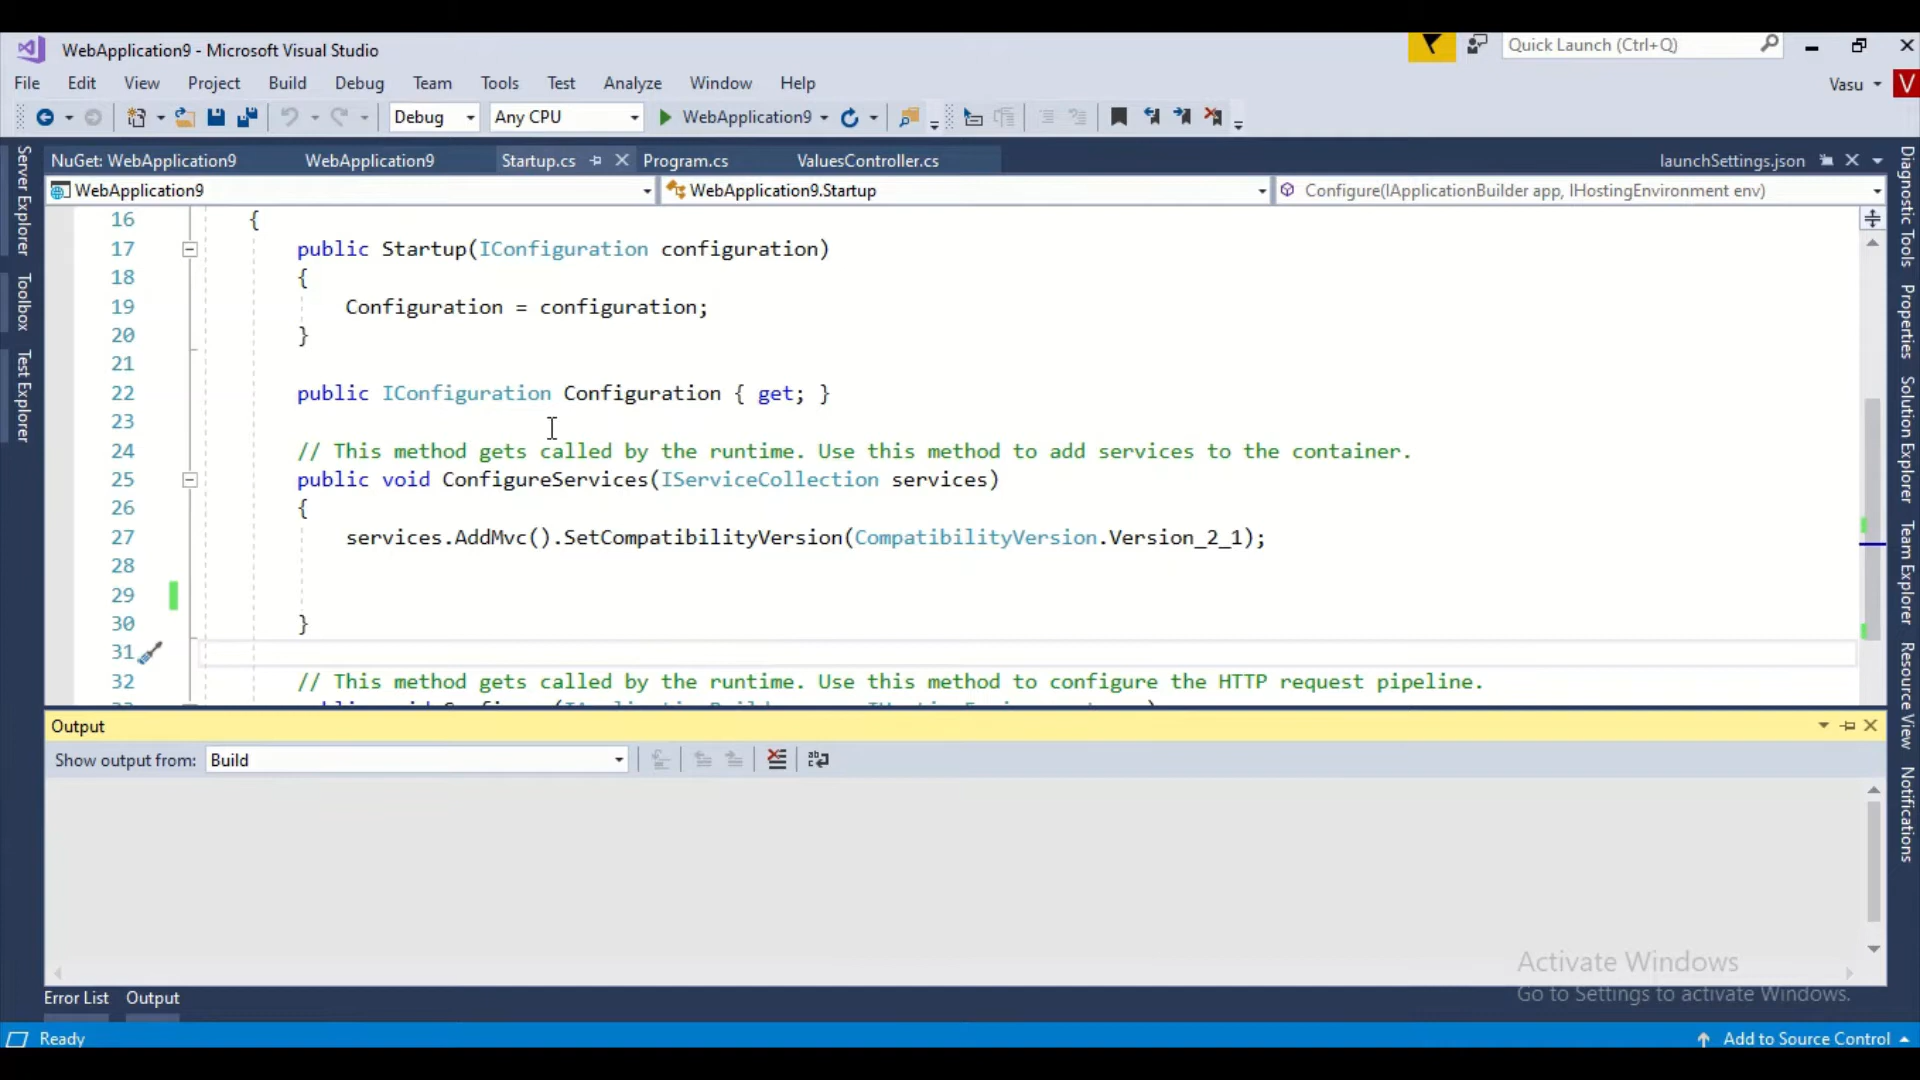 WebApplication9 - Microsoft Visual Studio
Quick Launch (Ctrl+Q)
File Edit View Project Build Debug Team Tools Test Analyze Window Help
Vasu V
Debug Any CPU WebApplication9
NuGet: WebApplication9 WebApplication9 Startup.cs Program.cs ValuesController.cs launchSettings.json
WebApplication9 WebApplication9.Startup Configure(IApplicationBuilder app, IHostingEnvironment env)
Server Explorer
Toolbox
Test Explorer
16 {
17 public Startup(IConfiguration configuration)
18 {
19 Configuration = configuration;
20 }
21
22 public IConfiguration Configuration { get; }
23
24 // This method gets called by the runtime. Use this method to add services to the container.
25 public void ConfigureServices(IServiceCollection services)
26 {
27 services.AddMvc().SetCompatibilityVersion(CompatibilityVersion.Version_2_1);
28
29
30 }
31
32 // This method gets called by the runtime. Use this method to configure the HTTP request pipeline.
Diagnostic Tools
Properties
Solution Explorer
Team Explorer
Resource View
Notifications
Output
Show output from: Build
Activate Windows
Go to Settings to activate Windows.
Error List Output
Ready
Add to Source Control